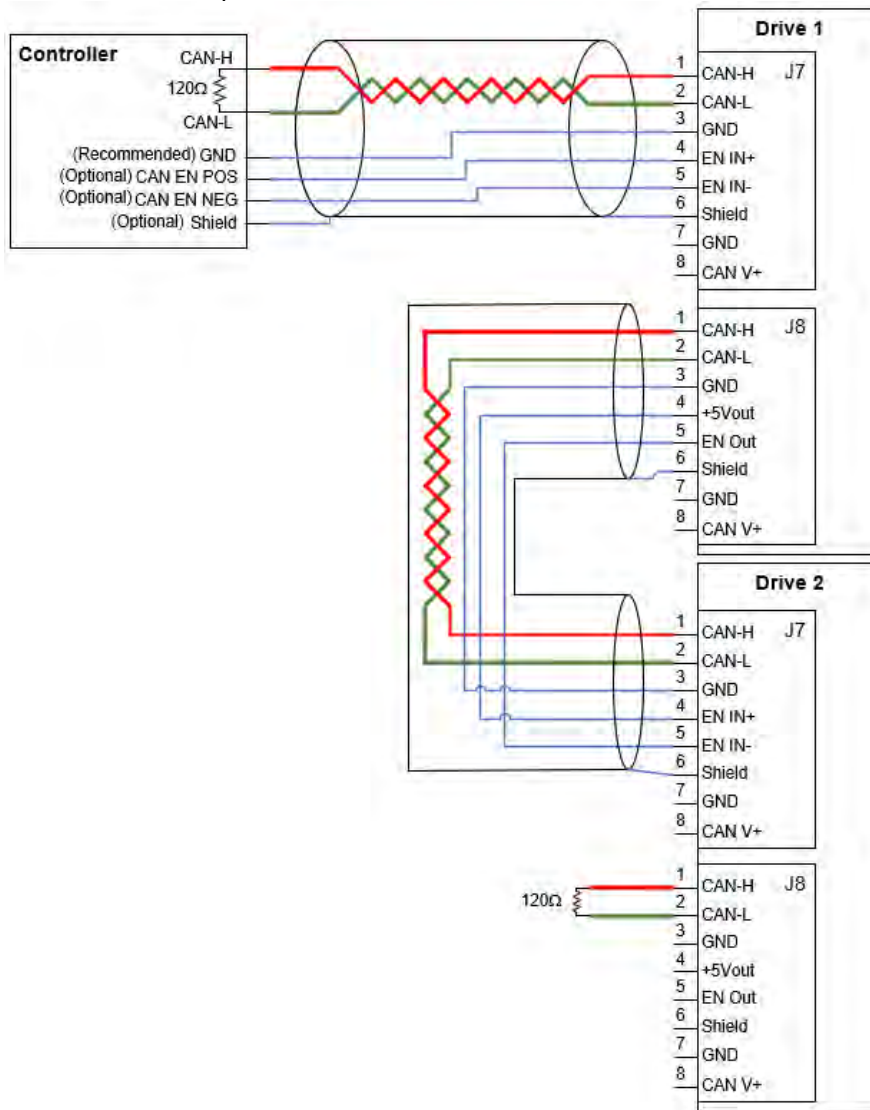 Controller
CAN-H
120Ω
CAN-L
(Recommended) GND
(Optional) CAN EN POS
(Optional) CAN EN NEG
(Optional) Shield
Drive 1
J7
1 CAN-H
2 CAN-L
3 GND
4 EN IN+
5 EN IN-
6 Shield
7 GND
8 CAN V+
J8
1 CAN-H
2 CAN-L
3 GND
4 +5Vout
5 EN Out
6 Shield
7 GND
8 CAN V+
Drive 2
J7
1 CAN-H
2 CAN-L
3 GND
4 EN IN+
5 EN IN-
6 Shield
7 GND
8 CAN V+
J8
120Ω
1 CAN-H
2 CAN-L
3 GND
4 +5Vout
5 EN Out
6 Shield
7 GND
8 CAN V+